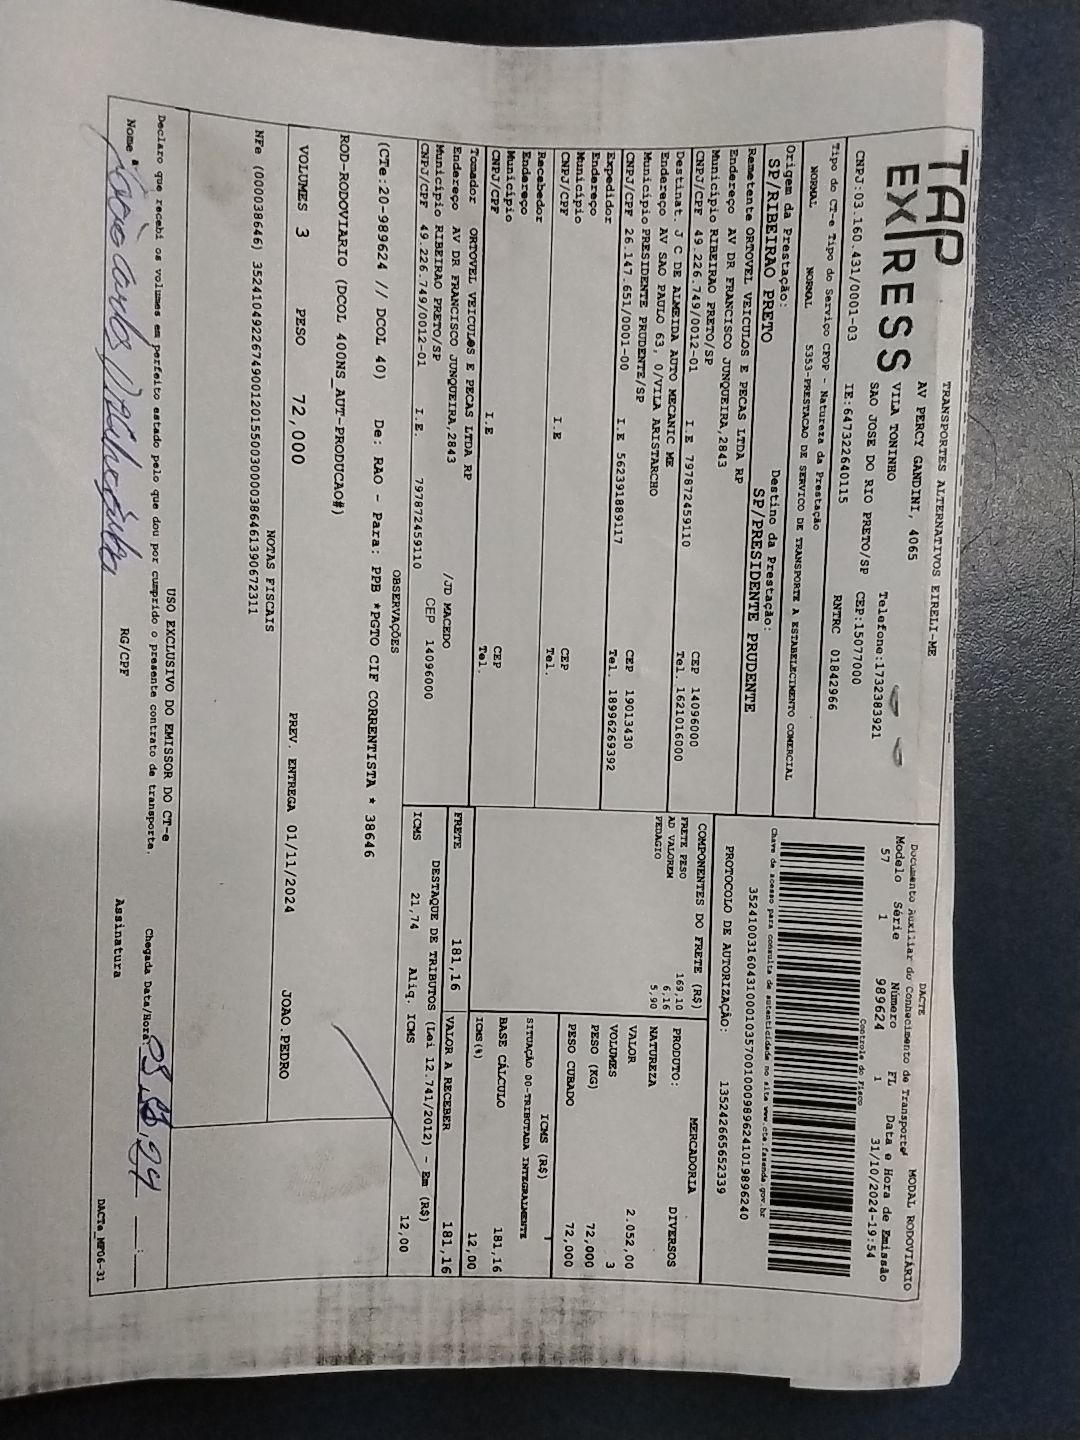 TAP
EXPRESS
TRANSPORTES ALTERNATIVOS EIRELI-ME
AV PERCY GANDINI, 4065
VILA TONINHO Telefone:1732383921
SAO JOSE DO RIO PRETO/SP CEP:15077000
CNPJ:03.160.431/0001-03 IE:647322640115 RNTRC 01842966
Tipo do CT-e Tipo do Serviço CFOP - Natureza da Prestação
NORMAL NORMAL 5353-PRESTACAO DE SERVICO DE TRANSPORTE A ESTABELECIMENTO COMERCIAL
Origem da Prestação: Destino da Prestação:
SP/RIBEIRAO PRETO SP/PRESIDENTE PRUDENTE
Remetente ORTOVEL VEICULOS E PECAS LTDA RP
Endereço AV DR FRANCISCO JUNQUEIRA,2843
Município RIBEIRAO PRETO/SP CEP 14096000
CNPJ/CPF 49.226.749/0012-01 I.E 797872459110 Tel. 1621016000
Destinat. J C DE ALMEIDA AUTO MECANIC ME
Endereço AV SAO PAULO 63, 0/VILA ARISTARCHO
Município PRESIDENTE PRUDENTE/SP CEP 19013430
CNPJ/CPF 26.147.651/0001-00 I.E 562391889117 Tel. 18996269392
Expedidor
Endereço
Município CEP
CNPJ/CPF I.E Tel.
Recebedor
Endereço
Município CEP
CNPJ/CPF I.E Tel.
Tomador ORTOVEL VEICULOS E PECAS LTDA RP
Endereço AV DR FRANCISCO JUNQUEIRA,2843 /JD MACEDO
Município RIBEIRAO PRETO/SP CEP 14096000
CNPJ/CPF 49.226.749/0012-01 I.E. 797872459110
DACTE
Documento Auxiliar do Conhecimento de Transporte MODAL RODOVIÁRIO
Modelo Série Número FL Data e Hora de Emissão
57 1 989624 1 31/10/2024-19:54
Controle do Fisco
Chave de acesso para consulta de autenticidade no site www.cte.fazenda.gov.br
35241003160431000103570010009896241019896240
PROTOCOLO DE AUTORIZAÇÃO: 135242665652339
COMPONENTES DO FRETE (R$)
FRETE PESO 169,10
AD VALOREM 6,16
PEDAGIO 5,90
MERCADORIA
PRODUTO: DIVERSOS
NATUREZA
VALOR 2.052,00
VOLUMES 3
PESO (KG) 72,000
PESO CUBADO 72,000
ICMS (R$)
SITUAÇÃO 00-TRIBUTADA INTEGRALMENTE
BASE CÁLCULO 181,16
ICMS(%) 12,00
FRETE 181,16 VALOR A RECEBER 181,16
DESTAQUE DE TRIBUTOS (Lei 12.741/2012) - Em (R$)
ICMS 21,74 Aliq. ICMS 12,00
OBSERVAÇÕES
(CTe:20-989624 // DCOL 40) De: RAO - Para: PPB *PGTO CIF CORRENTISTA * 38646
ROD-RODOVIARIO (DCOL 400NS_AUT-PRODUCAO#)
VOLUMES 3 PESO 72,000 PREV. ENTREGA 01/11/2024 JOAO.PEDRO
NOTAS FISCAIS
NFe (000038646) 35241049226749001201550030000386461390672311
USO EXCLUSIVO DO EMISSOR DO CT-e
Declaro que recebi os volumes em perfeito estado pelo que dou por cumprido o presente contrato de transporte. Chegada Data/Hora
Nome João Carlos RG/CPF Assinatura
DACTe_MP06-31